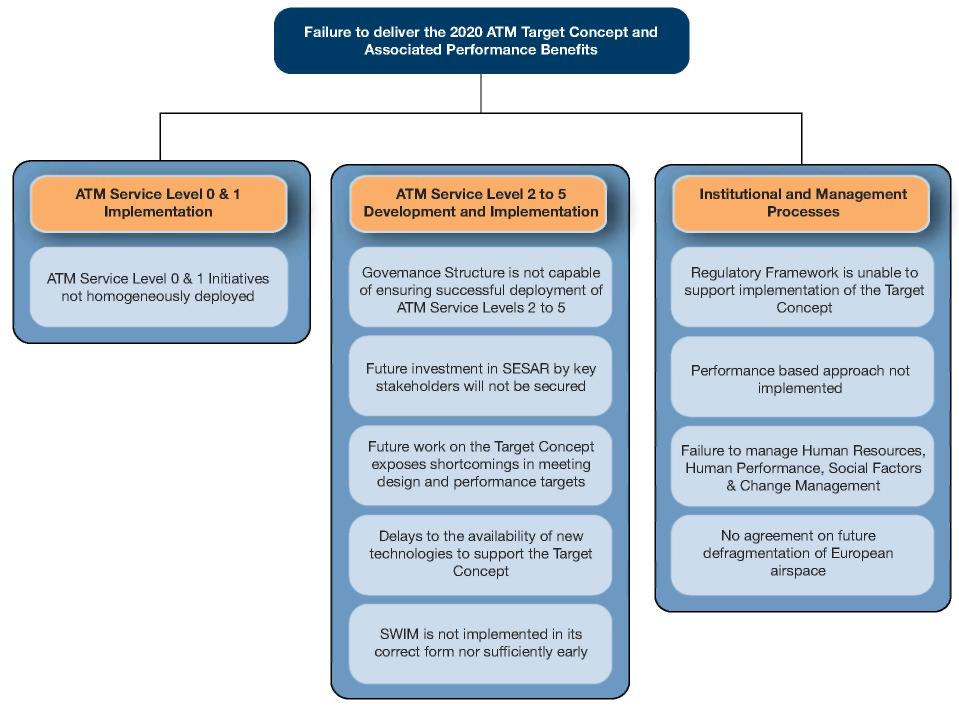 Failure to deliver the 2020 ATM Target Concept and
Associated Performance Benefits
ATM Service Level 0 & 1
Implementation
ATM Service Level 0 & 1 Initiatives
not homogeneously deployed
ATM Service Level 2 to 5
Development and Implementation
Governance Structure is not capable
of ensuring successful deployment of
ATM Service Levels 2 to 5
Future investment in SESAR by key
stakeholders will not be secured
Future work on the Target Concept
exposes shortcomings in meeting
design and performance targets
Delays to the availability of new
technologies to support the Target
Concept
SWIM is not implemented in its
correct form nor sufficiently early
Institutional and Management
Processes
Regulatory Framework is unable to
support implementation of the Target
Concept
Performance based approach not
implemented
Failure to manage Human Resources,
Human Performance, Social Factors
& Change Management
No agreement on future
defragmentation of European
airspace